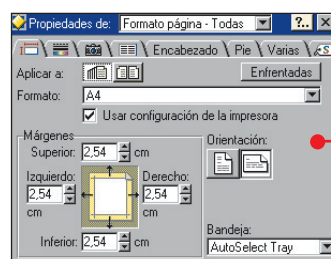 Propiedades de: Formato página - Todas
Encabezado Pie Varias
Aplicar a: Enfrentadas
Formato: A4
Usar configuración de la impresora
Márgenes
Orientación:
Superior: 2,54 cm
Izquierdo: Derecho:
2,54 2,54
cm cm
Inferior: 2,54 cm
Bandeja:
AutoSelect Tray